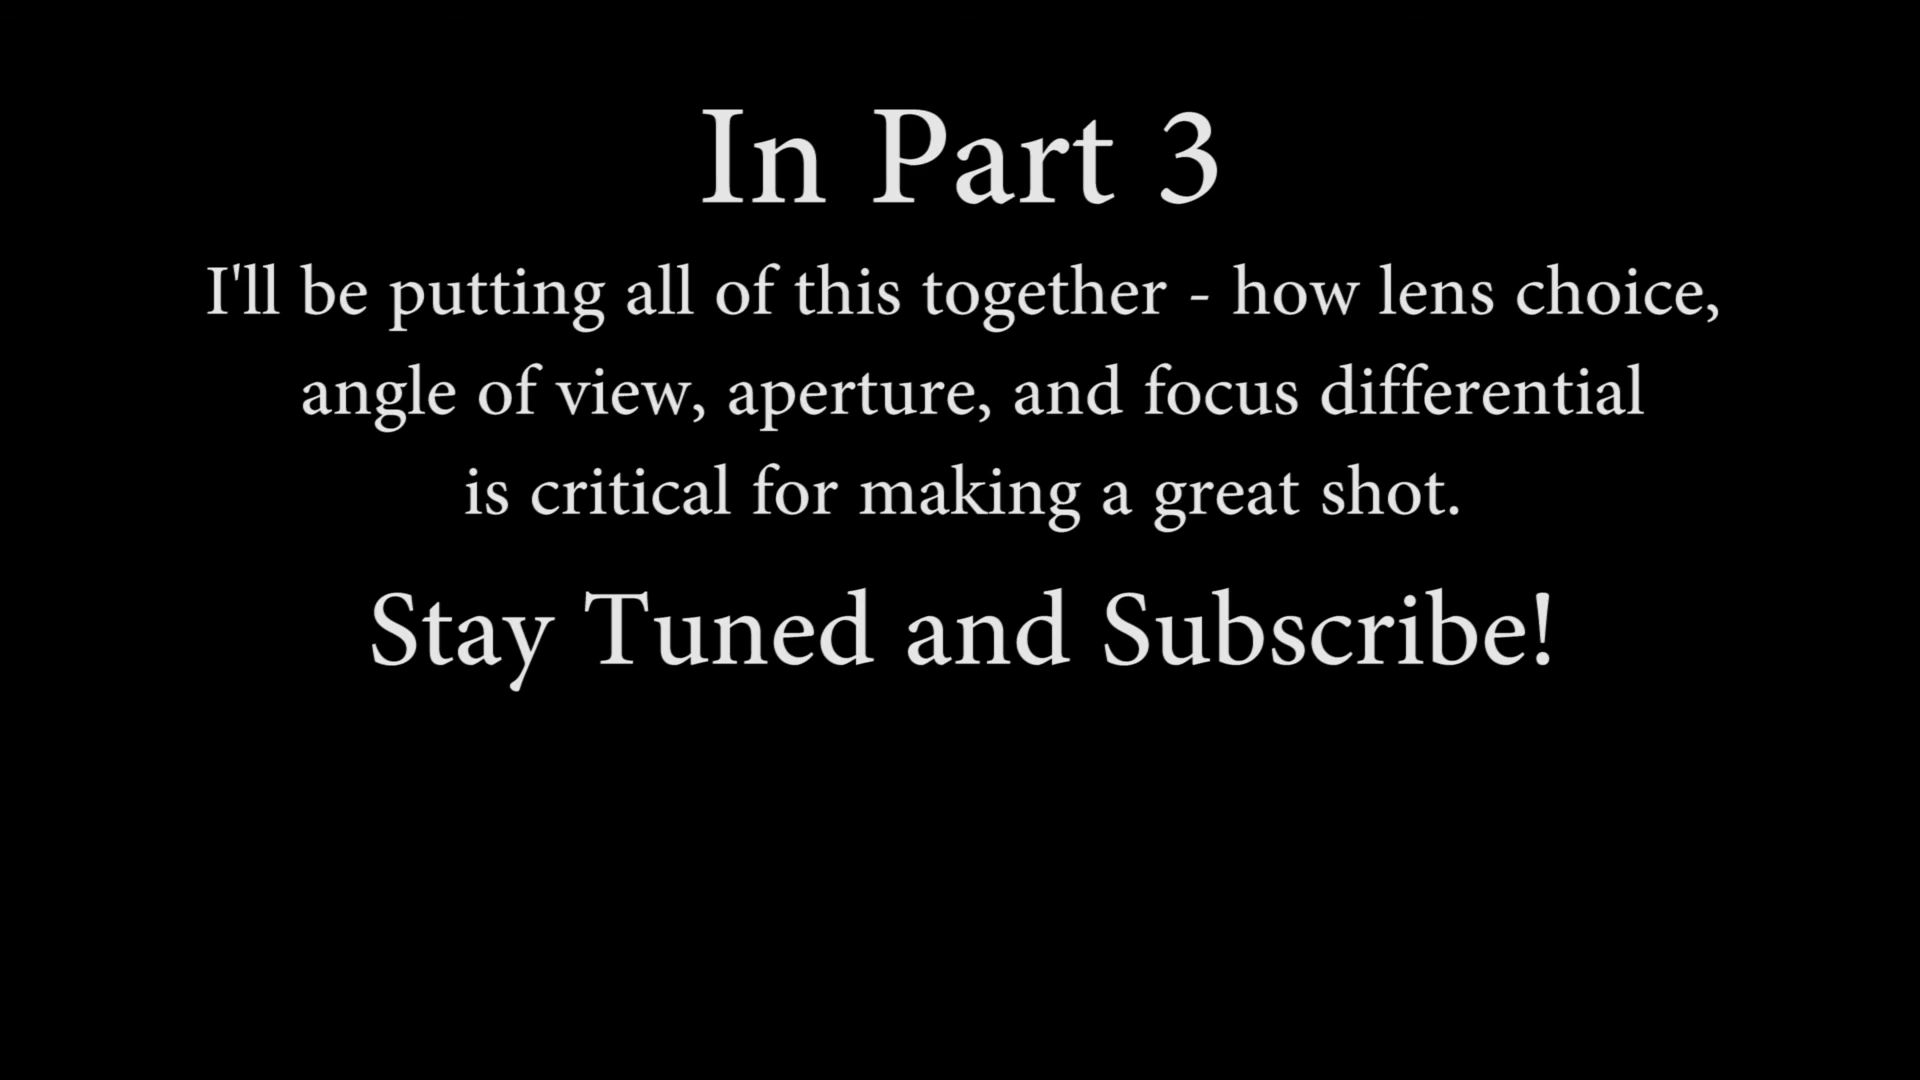 In Part 3
I'll be putting all of this together - how lens choice,
angle of view, aperture, and focus differential
is critical for making a great shot.
Stay Tuned and Subscribe!